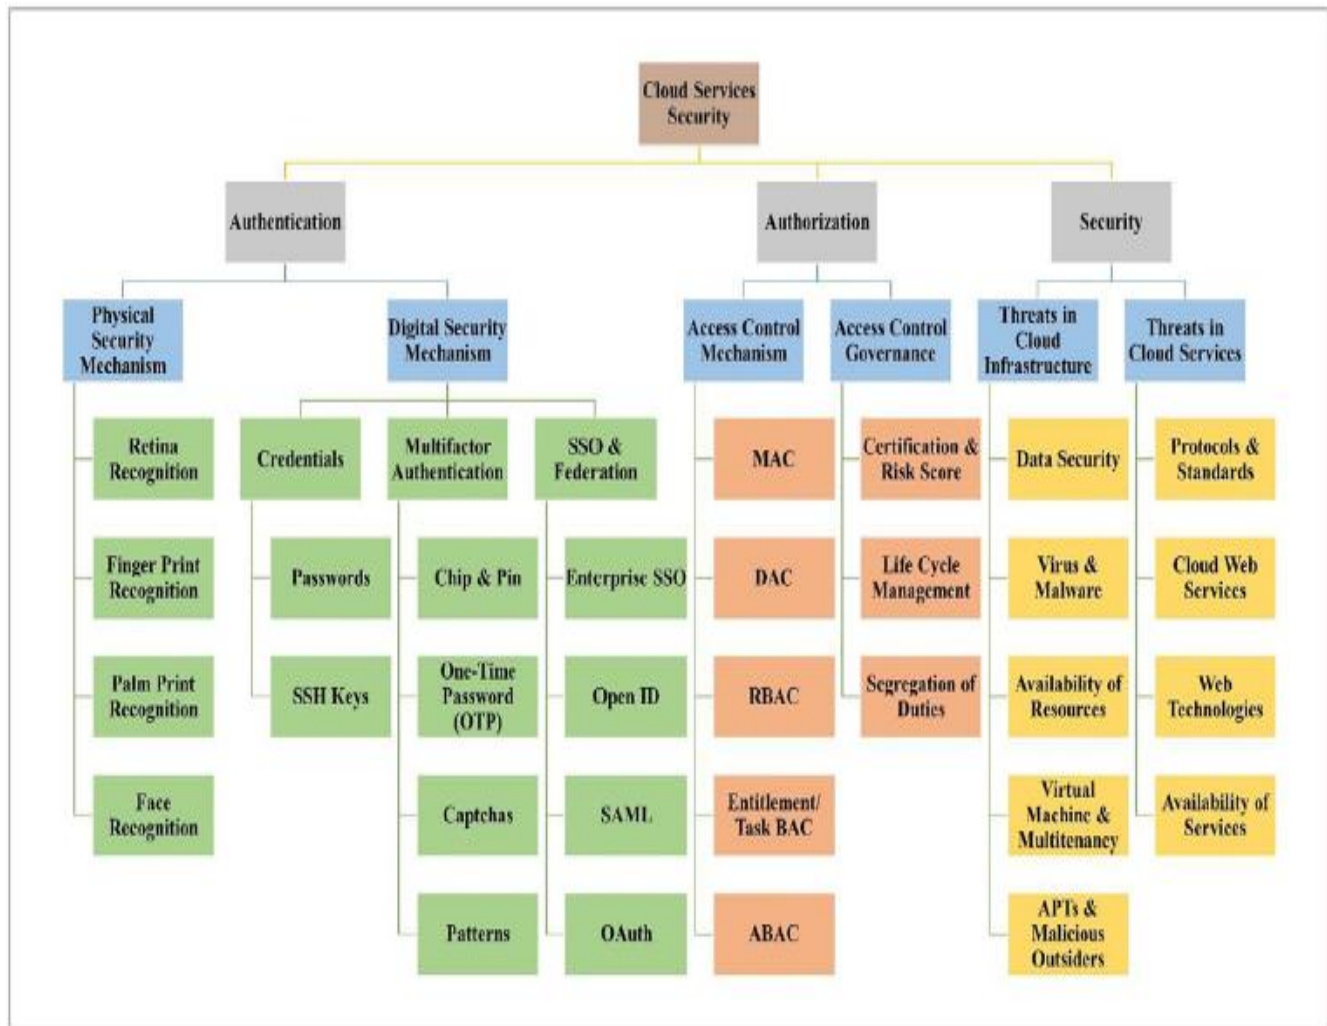 Cloud Services
Security
Authentication
Authorization
Security
Physical
Security
Mechanism
Digital Security
Mechanism
Access Control
Mechanism
Access Control
Governance
Threats in
Cloud
Infrastructure
Threats in
Cloud Services
Retina
Recognition
Credentials
Multifactor
Authentication
SSO &
Federation
MAC
Certification &
Risk Score
Data Security
Protocols &
Standards
Finger Print
Recognition
Passwords
Chip & Pin
Enterprise SSO
DAC
Life Cycle
Management
Virus &
Malware
Cloud Web
Services
Palm Print
Recognition
SSH Keys
One-Time
Password
(OTP)
Open ID
RBAC
Segregation of
Duties
Availability of
Resources
Web
Technologies
Face
Recognition
Captchas
SAML
Entitlement/
Task BAC
Virtual
Machine &
Multitenancy
Availability of
Services
Patterns
OAuth
ABAC
APTs &
Malicious
Outsiders